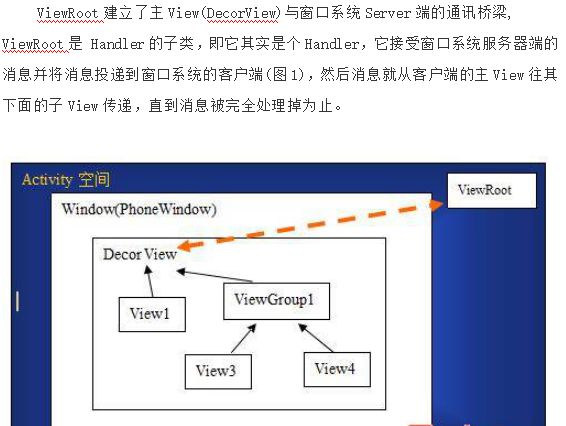 ViewRoot 建立了主 View(DecorView)与窗口系统 Server 端的通讯桥梁,
ViewRoot 是 Handler 的子类，即它其实是个 Handler，它接受窗口系统服务器端的
消息并将消息投递到窗口系统的客户端(图 1)，然后消息就从客户端的主 View 往其
下面的子 View 传递，直到消息被完全处理掉为止。
Activity 空间
ViewRoot
Window(PhoneWindow)
Decor View
View1
ViewGroup1
View3
View4